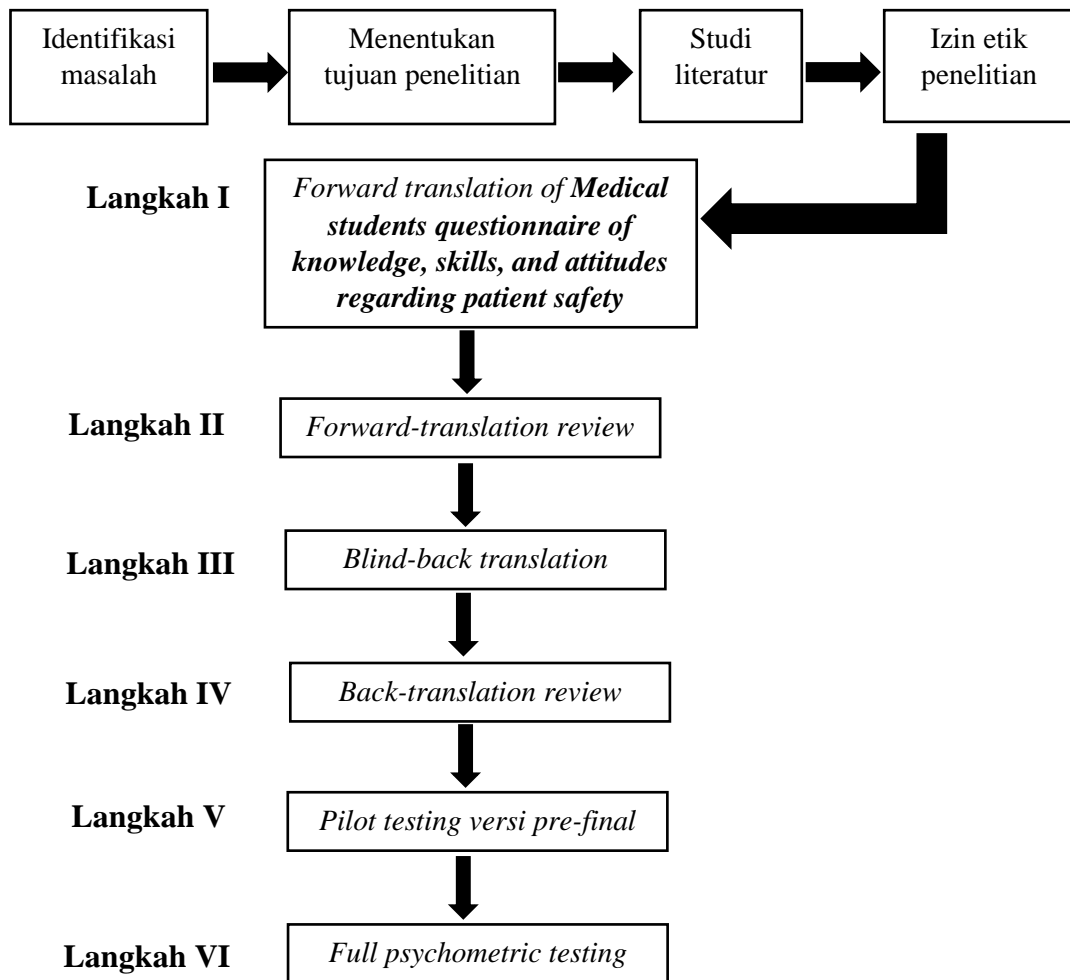 Identifikasi
masalah
Menentukan
tujuan penelitian
Studi
literatur
Izin etik
penelitian
Langkah I
Forward translation of Medical
students questionnaire of
knowledge, skills, and attitudes
regarding patient safety
Langkah II
Forward-translation review
Langkah III
Blind-back translation
Langkah IV
Back-translation review
Langkah V
Pilot testing versi pre-final
Langkah VI
Full psychometric testing